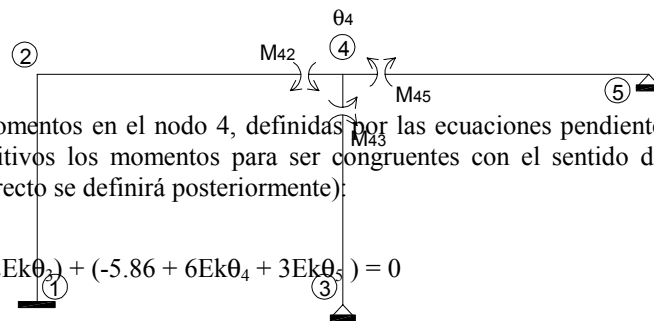 θ4
2
M42
4
M45
5
omentos en el nodo 4, definidas por las ecuaciones pendiente
M43
itivos los momentos para ser congruentes con el sentido d
recto se definirá posteriormente):
Ekθ₃) + (-5.86 + 6Ekθ₄ + 3Ekθ₅ ) = 0
1
3